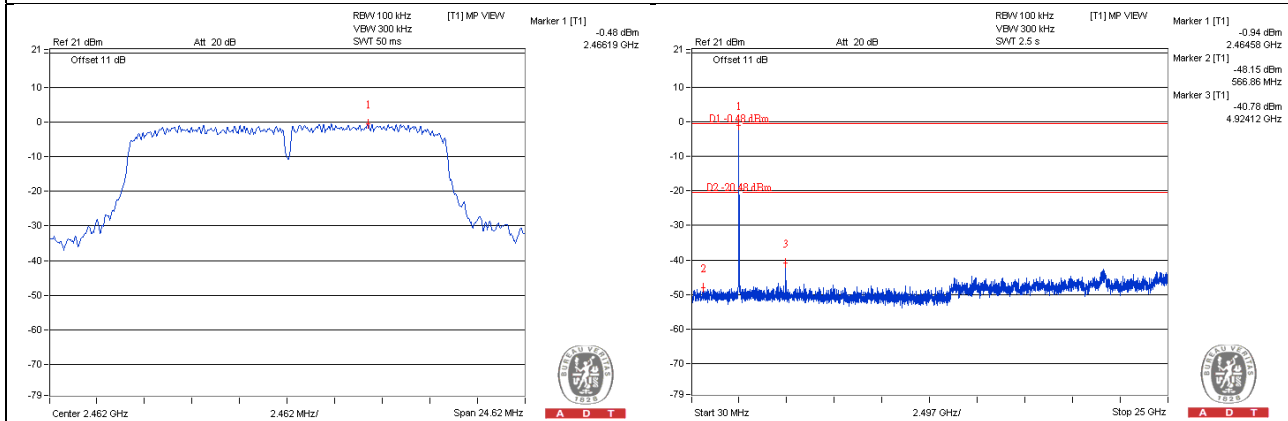 RBW 100 kHz [T1] MP VIEW
VBW 300 kHz
Ref 21 dBm Att 20 dB SWT 50 ms
Marker 1 [T1]
-0.48 dBm
2.46619 GHz
21
Offset 11 dB
10
0
-10
-20
-30
-40
-50
-60
-70
-79
1
Center 2.462 GHz 2.462 MHz/ Span 24.62 MHz
BUREAU VERITAS
1828
A D T
RBW 100 kHz [T1] MP VIEW
VBW 300 kHz
Ref 21 dBm Att 20 dB SWT 2.5 s
Marker 1 [T1]
-0.94 dBm
2.46458 GHz
Marker 2 [T1]
-48.15 dBm
566.86 MHz
Marker 3 [T1]
-40.78 dBm
4.92412 GHz
21
Offset 11 dB
10
0
-10
-20
-30
-40
-50
-60
-70
-79
1
D1 -0.48 dBm
D2 -20.48 dBm
3
2
Start 30 MHz 2.497 GHz/ Stop 25 GHz
BUREAU VERITAS
1828
A D T